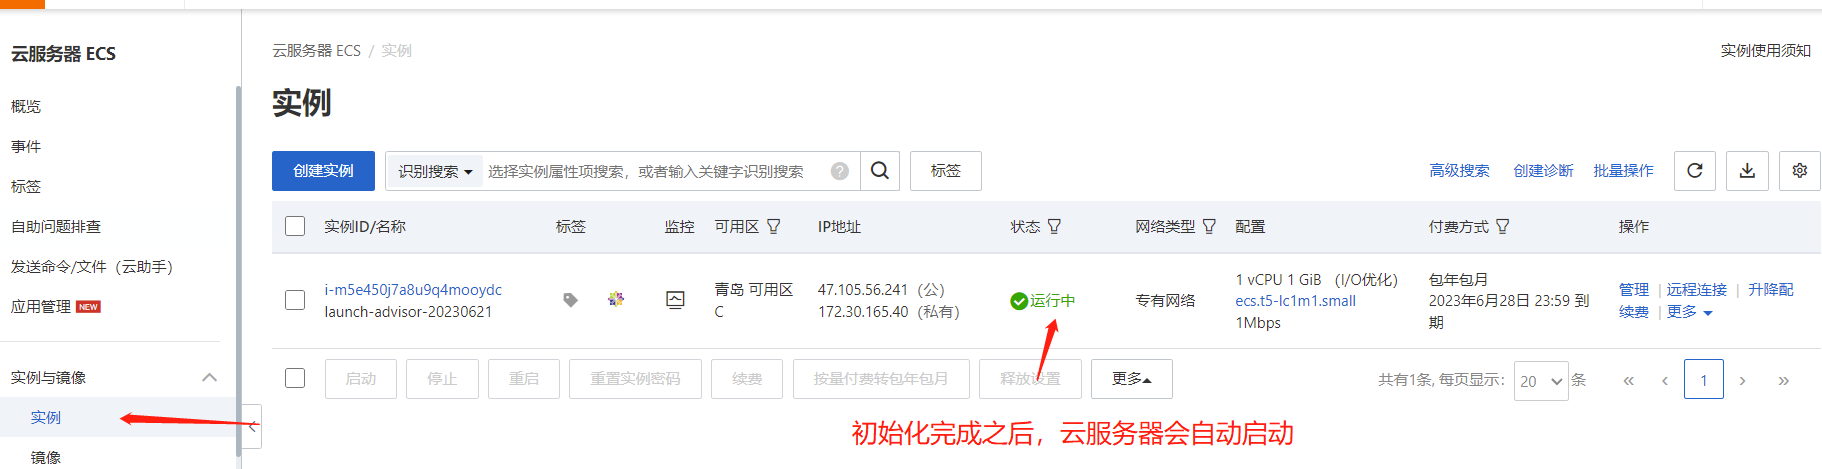 云服务器 ECS
概览
事件
标签
自助问题排查
发送命令/文件（云助手）
应用管理 NEW
实例与镜像
实例
镜像
云服务器 ECS / 实例
实例使用须知
实例
创建实例 识别搜索 选择实例属性项搜索，或者输入关键字识别搜索 ? 标签 高级搜索 创建诊断 批量操作
实例ID/名称 标签 监控 可用区 IP地址 状态 网络类型 配置 付费方式 操作
i-m5e450j7a8u9q4mooydc
launch-advisor-20230621
青岛 可用区
C
47.105.56.241（公）
172.30.165.40（私有）
运行中
专有网络
1 vCPU 1 GiB （I/O优化）
ecs.t5-lc1m1.small
1Mbps
包年包月
2023年6月28日 23:59 到
期
管理 | 远程连接 | 升降配
续费 | 更多
启动 停止 重启 重置实例密码 续费 按量付费转包年包月 释放设置 更多
共有1条, 每页显示: 20 条 « ‹ 1 › »
初始化完成之后，云服务器会自动启动